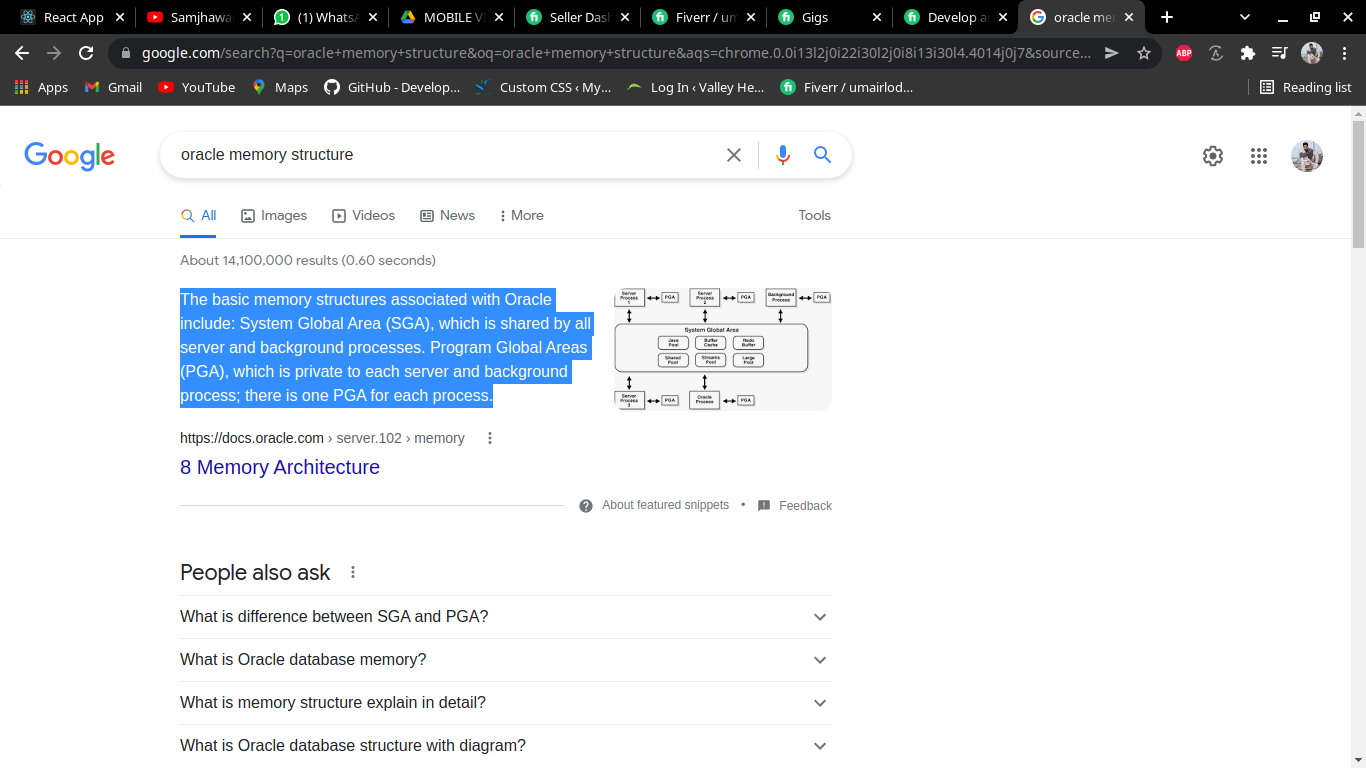 React App
Samjhawa
(1) Whats
MOBILE V
Seller Das
Fiverr / um
Gigs
Develop a
oracle me
google.com/search?q=oracle+memory+structure&oq=oracle+memory+structure&aqs=chrome.0.0i13l2j0i22i30l2j0i8i13i30l4.4014j0j7&source...
ABP
Apps
Gmail
YouTube
Maps
GitHub - Develop...
Custom CSS ‹ My...
Log In ‹ Valley He...
Fiverr / umairlod...
Reading list
Google
oracle memory structure
All
Images
Videos
News
More
Tools
About 14,100,000 results (0.60 seconds)
The basic memory structures associated with Oracle
include: System Global Area (SGA), which is shared by all
server and background processes. Program Global Areas
(PGA), which is private to each server and background
process; there is one PGA for each process.
Server
Process
1
PGA
Server
Process
2
PGA
Background
Process
PGA
System Global Area
Java
Pool
Buffer
Cache
Redo
Buffer
Shared
Pool
Streams
Pool
Large
Pool
Server
Process
3
PGA
Oracle
Process
PGA
https://docs.oracle.com › server.102 › memory
8 Memory Architecture
About featured snippets • Feedback
People also ask
What is difference between SGA and PGA?
What is Oracle database memory?
What is memory structure explain in detail?
What is Oracle database structure with diagram?